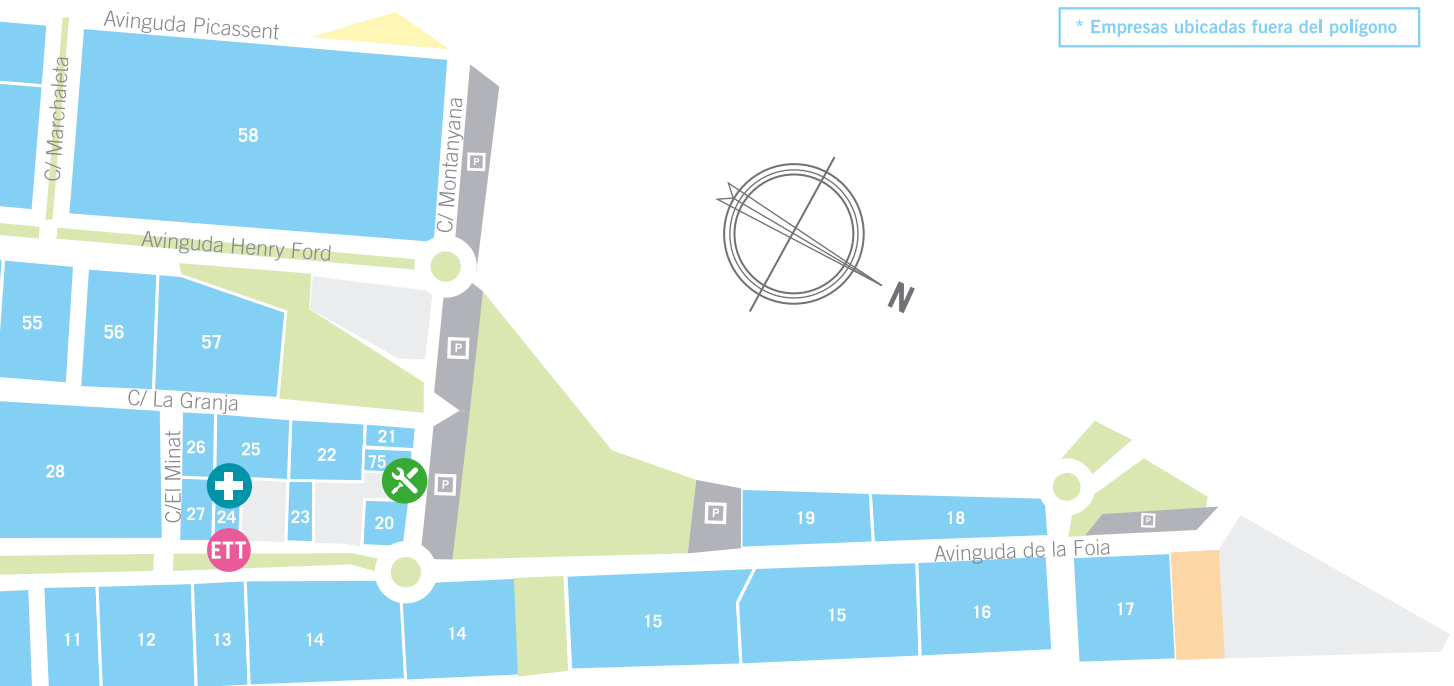 Avinguda Picassent
* Empresas ubicadas fuera del polígono
C/ Marchaleta
58
C/ Montanyana
P
Avinguda Henry Ford
N
55
56
57
P
C/ La Granja
28
C/El Minat
26
25
22
21
75
27
24
23
20
P
ETT
P
19
18
P
Avinguda de la Foia
11
12
13
14
14
15
15
16
17